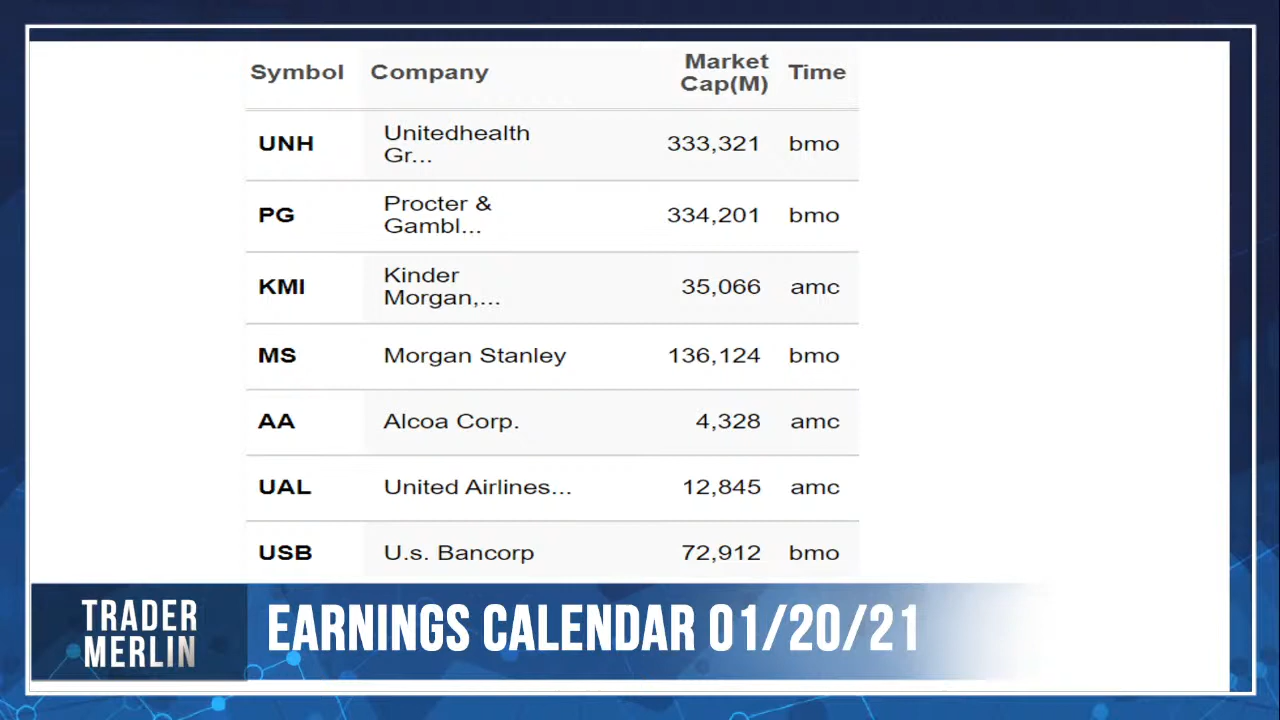 Symbol Company Market Cap(M) Time
UNH Unitedhealth Gr... 333,321 bmo
PG Procter & Gambl... 334,201 bmo
KMI Kinder Morgan,... 35,066 amc
MS Morgan Stanley 136,124 bmo
AA Alcoa Corp. 4,328 amc
UAL United Airlines... 12,845 amc
USB U.s. Bancorp 72,912 bmo
TRADER
MERLIN
EARNINGS CALENDAR 01/20/21